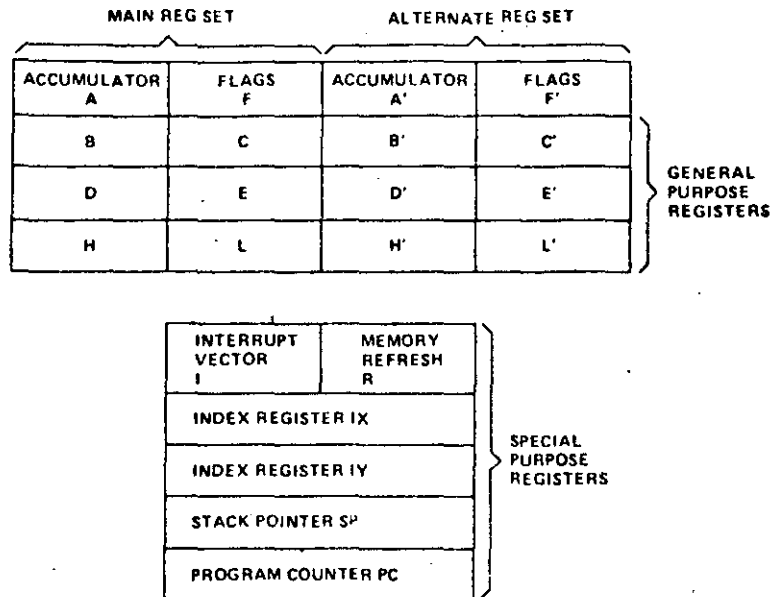 MAIN REG SET
ALTERNATE REG SET
ACCUMULATOR
A
FLAGS
F
ACCUMULATOR
A'
FLAGS
F'
B
C
B'
C'
D
E
D'
E'
H
L
H'
L'
GENERAL
PURPOSE
REGISTERS
INTERRUPT
VECTOR
I
MEMORY
REFRESH
R
INDEX REGISTER IX
INDEX REGISTER IY
STACK POINTER SP
PROGRAM COUNTER PC
SPECIAL
PURPOSE
REGISTERS